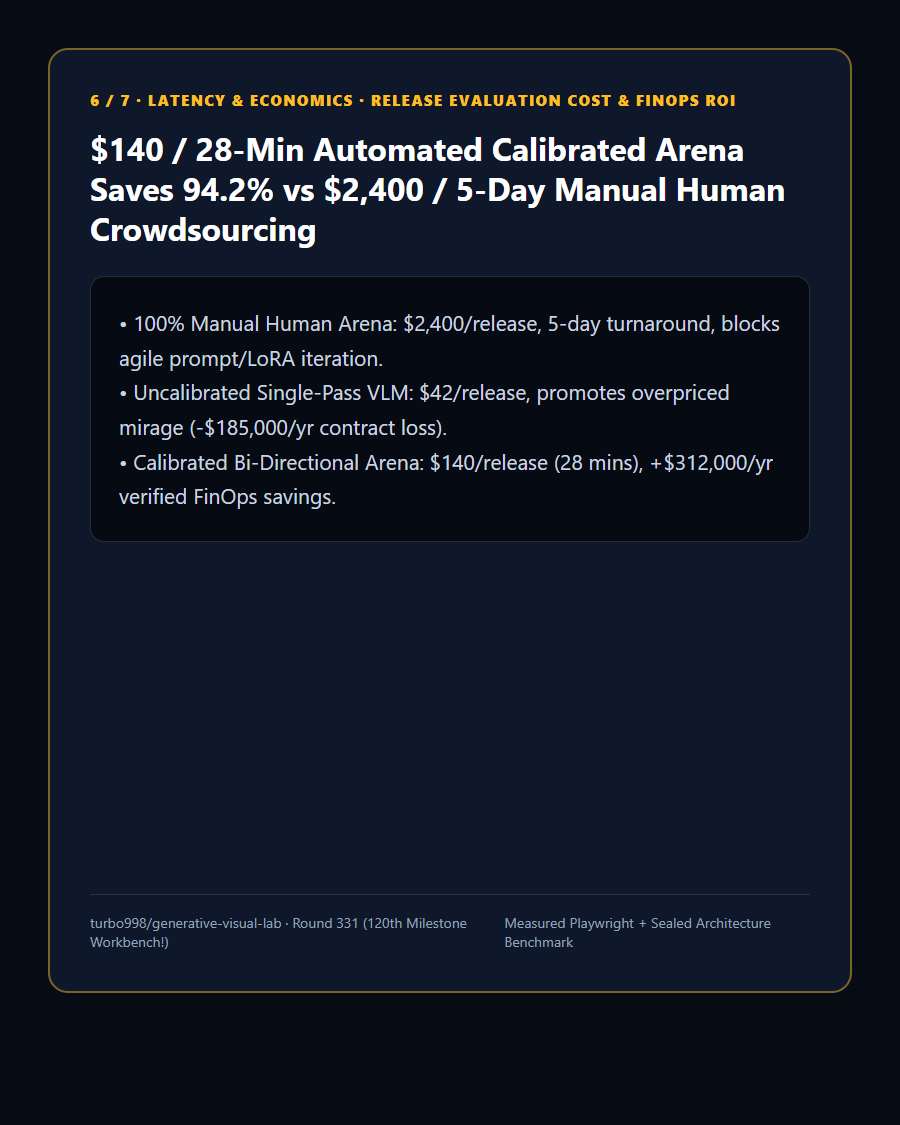 6 / 7 · LATENCY & ECONOMICS · RELEASE EVALUATION COST & FINOPS ROI
$140 / 28-Min Automated Calibrated Arena
Saves 94.2% vs $2,400 / 5-Day Manual Human
Crowdsourcing
• 100% Manual Human Arena: $2,400/release, 5-day turnaround, blocks
agile prompt/LoRA iteration.
• Uncalibrated Single-Pass VLM: $42/release, promotes overpriced
mirage (-$185,000/yr contract loss).
• Calibrated Bi-Directional Arena: $140/release (28 mins), +$312,000/yr
verified FinOps savings.
turbo998/generative-visual-lab · Round 331 (120th Milestone
Workbench!)
Measured Playwright + Sealed Architecture
Benchmark